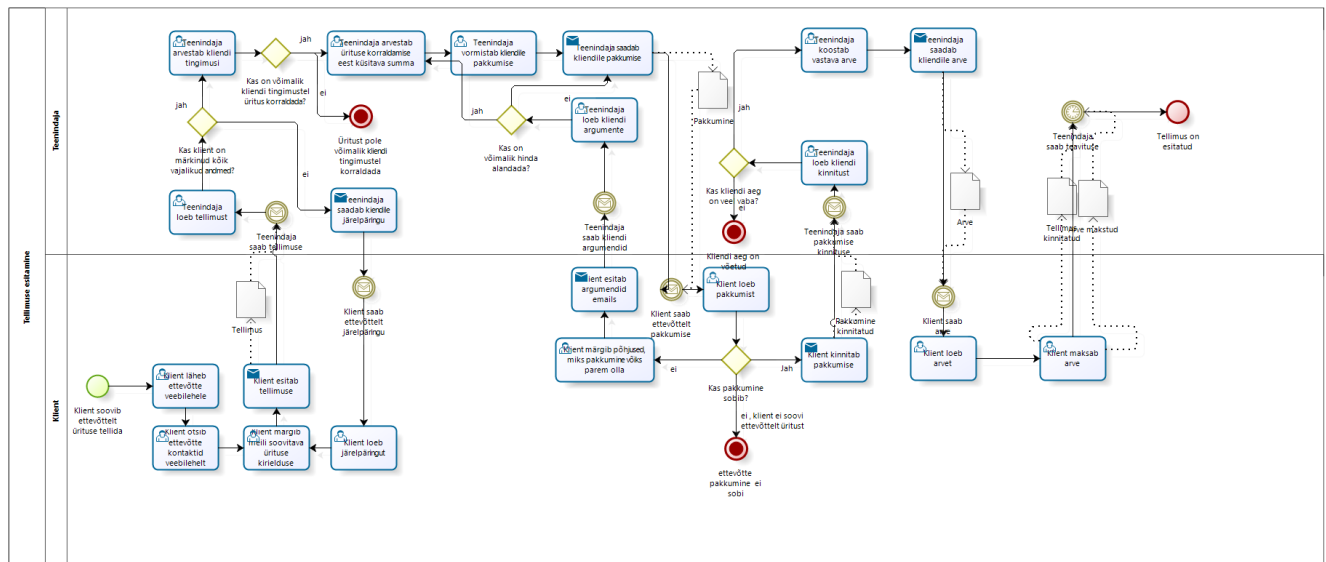 Tellimuse esitamine
Teenindaja
Klient
Teenindaja
arvestab kliendi
tingimusi
jah
Kas on võimalik
kliendi tingimustel
üritus korraldada?
ei
Üritust pole
võimalik kliendi
tingimustel
korraldada
Teenindaja arvestab
ürituse korraldamise
eest küsitava summa
Teenindaja
vormistab kliendile
pakkumise
Teenindaja saadab
kliendile pakkumise
jah
ei
Kas on
võimalik hinda
alandada?
Teenindaja
loeb kliendi
argumente
Pakkumine
jah
Kas klient on
märkinud kõik
vajalikud andmed?
ei
Teenindaja
loeb tellimust
Teenindaja
saab tellimuse
Teenindaja
saadab kliendile
järelpäringu
Teenindaja
saab kliendi
argumendid
Teenindaja
koostab
vastava arve
Teenindaja
saadab
kliendile arve
jah
Kas kliendi aeg
on veel vaba?
ei
Kliendi aeg on
võetud
Teenindaja
loeb kliendi
kinnitust
Teenindaja saab
pakkumise
kinnituse
Arve
Teenindaja
saab teavituse
Tellimus on
esitatud
Tellimus
kinnitatud
Arve makstud
Klient soovib
ettevõttelt
ürituse tellida
Klient läheb
ettevõtte
veebilehele
Klient otsib
ettevõtte
kontaktid
veebilehelt
Tellimus
Klient esitab
tellimuse
Klient märgib
meili soovitava
ürituse
kirjelduse
Klient saab
ettevõttelt
järelpäringu
Klient loeb
järelpäringut
Klient esitab
argumendid
emails
Klient märgib põhjused,
miks pakkumine võiks
parem olla
Klient saab
ettevõttelt
pakkumise
Klient loeb
pakkumist
ei
Jah
Kas pakkumine
sobib?
ei , klient ei soovi
ettevõttelt üritust
ettevõtte
pakkumine ei
sobi
Klient kinnitab
pakkumise
Pakkumine
kinnitatud
Klient saab
arve
Klient loeb
arvet
Klient maksab
arve